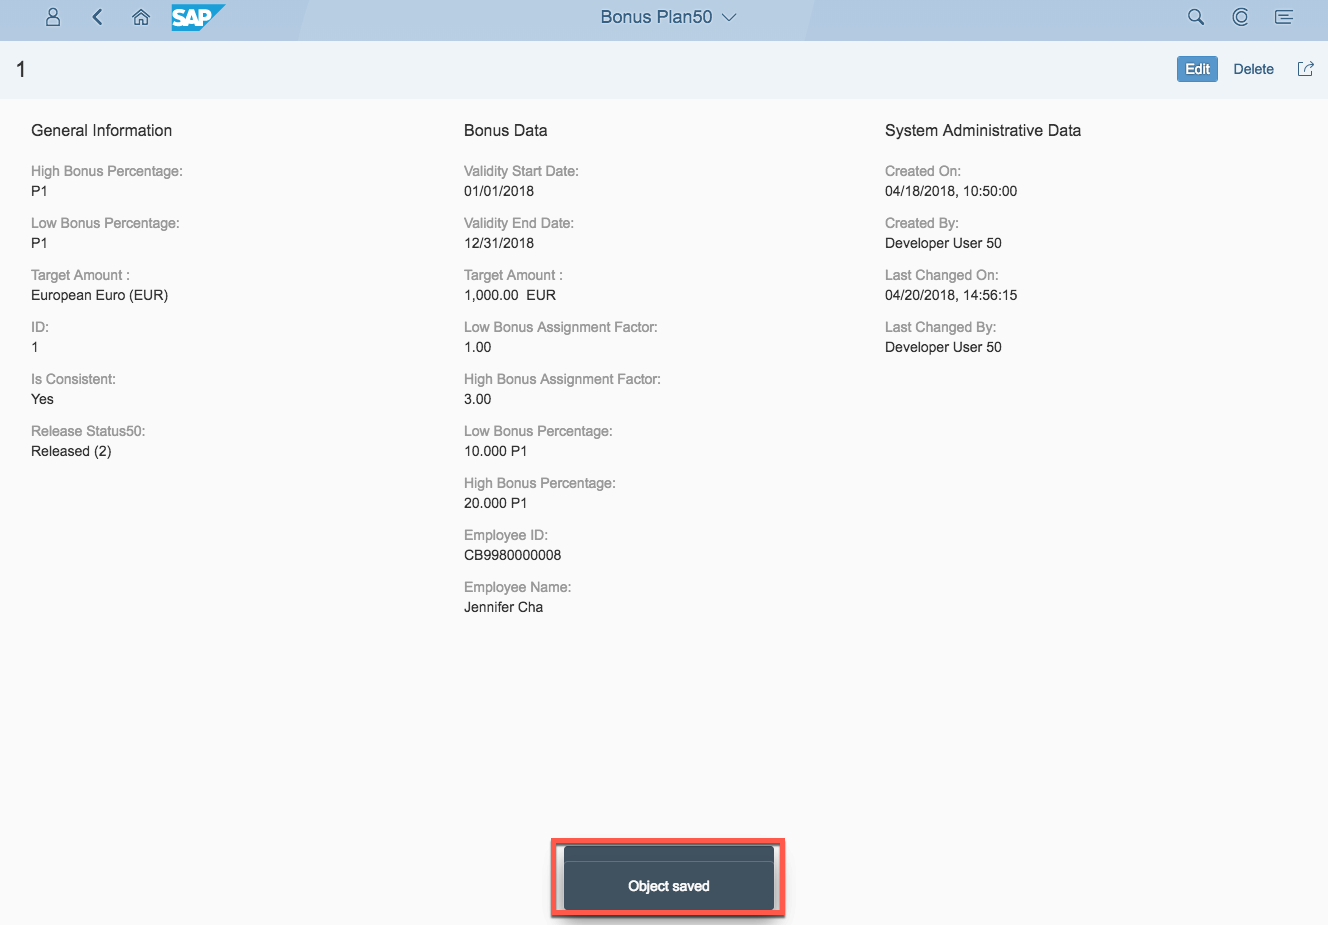 SAP
Bonus Plan50
1
Edit
Delete
General Information
High Bonus Percentage:
P1
Low Bonus Percentage:
P1
Target Amount :
European Euro (EUR)
ID:
1
Is Consistent:
Yes
Release Status50:
Released (2)
Bonus Data
Validity Start Date:
01/01/2018
Validity End Date:
12/31/2018
Target Amount :
1,000.00 EUR
Low Bonus Assignment Factor:
1.00
High Bonus Assignment Factor:
3.00
Low Bonus Percentage:
10.000 P1
High Bonus Percentage:
20.000 P1
Employee ID:
CB9980000008
Employee Name:
Jennifer Cha
System Administrative Data
Created On:
04/18/2018, 10:50:00
Created By:
Developer User 50
Last Changed On:
04/20/2018, 14:56:15
Last Changed By:
Developer User 50
Object saved